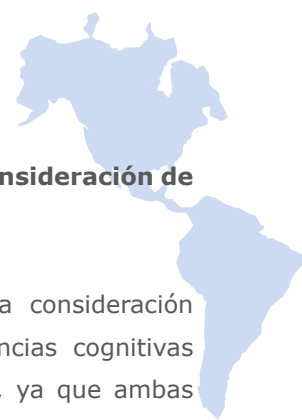 nsideración de
a consideración
ncias cognitivas
, ya que ambas